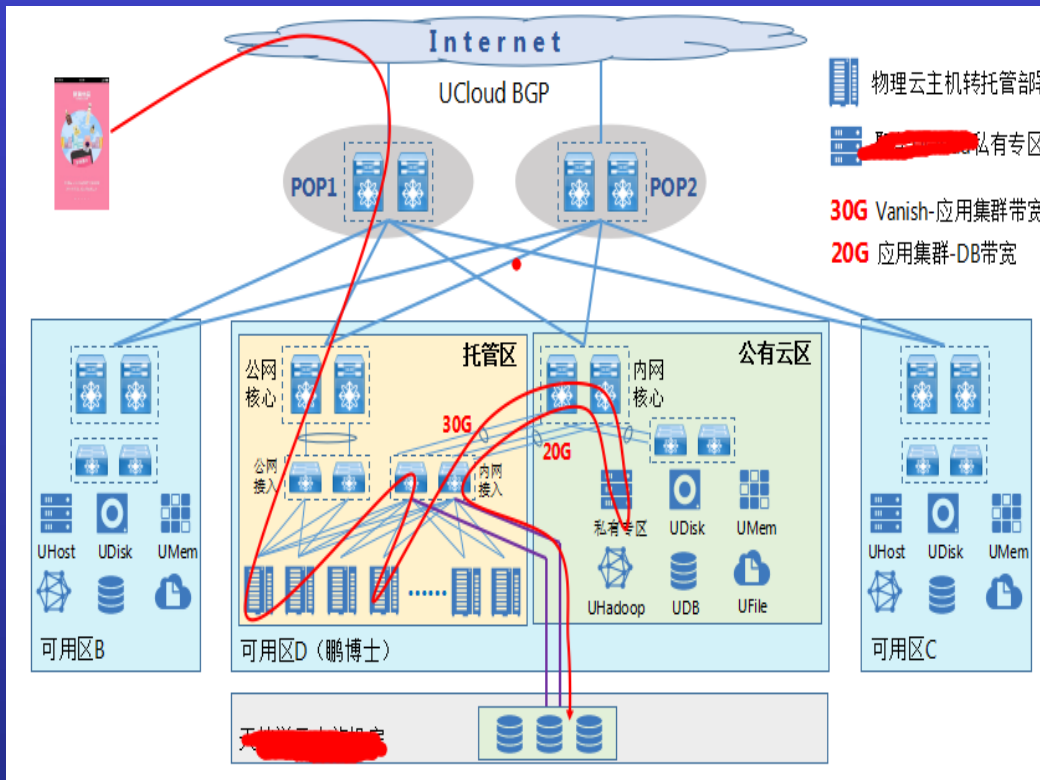 Internet
UCloud BGP
POP1
POP2
物理云主机转托管部署
私有专区
30G Vanish-应用集群带宽
20G 应用集群-DB带宽
托管区
公有云区
公网
核心
内网
核心
30G
20G
公网
接入
内网
接入
UHost
UDisk
UMem
可用区B
私有专区
UDisk
UMem
UHadoop
UDB
UFile
可用区D（鹏博士）
UHost
UDisk
UMem
可用区C